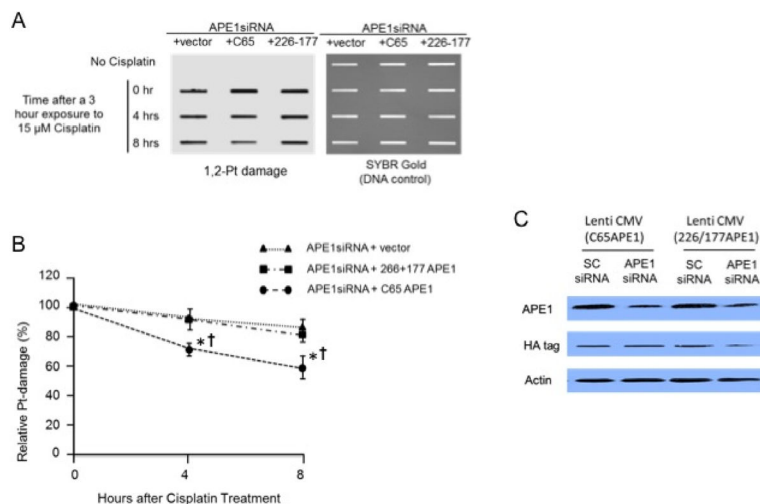 A
APE1siRNA
+vector +C65 +226-177
APE1siRNA
+vector +C65 +226-177
No Cisplatin
Time after a 3
hour exposure to
15 µM Cisplatin
0 hr
4 hrs
8 hrs
1,2-Pt damage
SYBR Gold
(DNA control)
B
APE1siRNA + vector
APE1siRNA + 266+177 APE1
APE1siRNA + C65 APE1
Relative Pt-damage (%)
120
100
80
60
40
20
0
*†
*†
0 4 8
Hours after Cisplatin Treatment
C
Lenti CMV
(C65APE1)
Lenti CMV
(226/177APE1)
SC
siRNA
APE1
siRNA
SC
siRNA
APE1
siRNA
APE1
HA tag
Actin